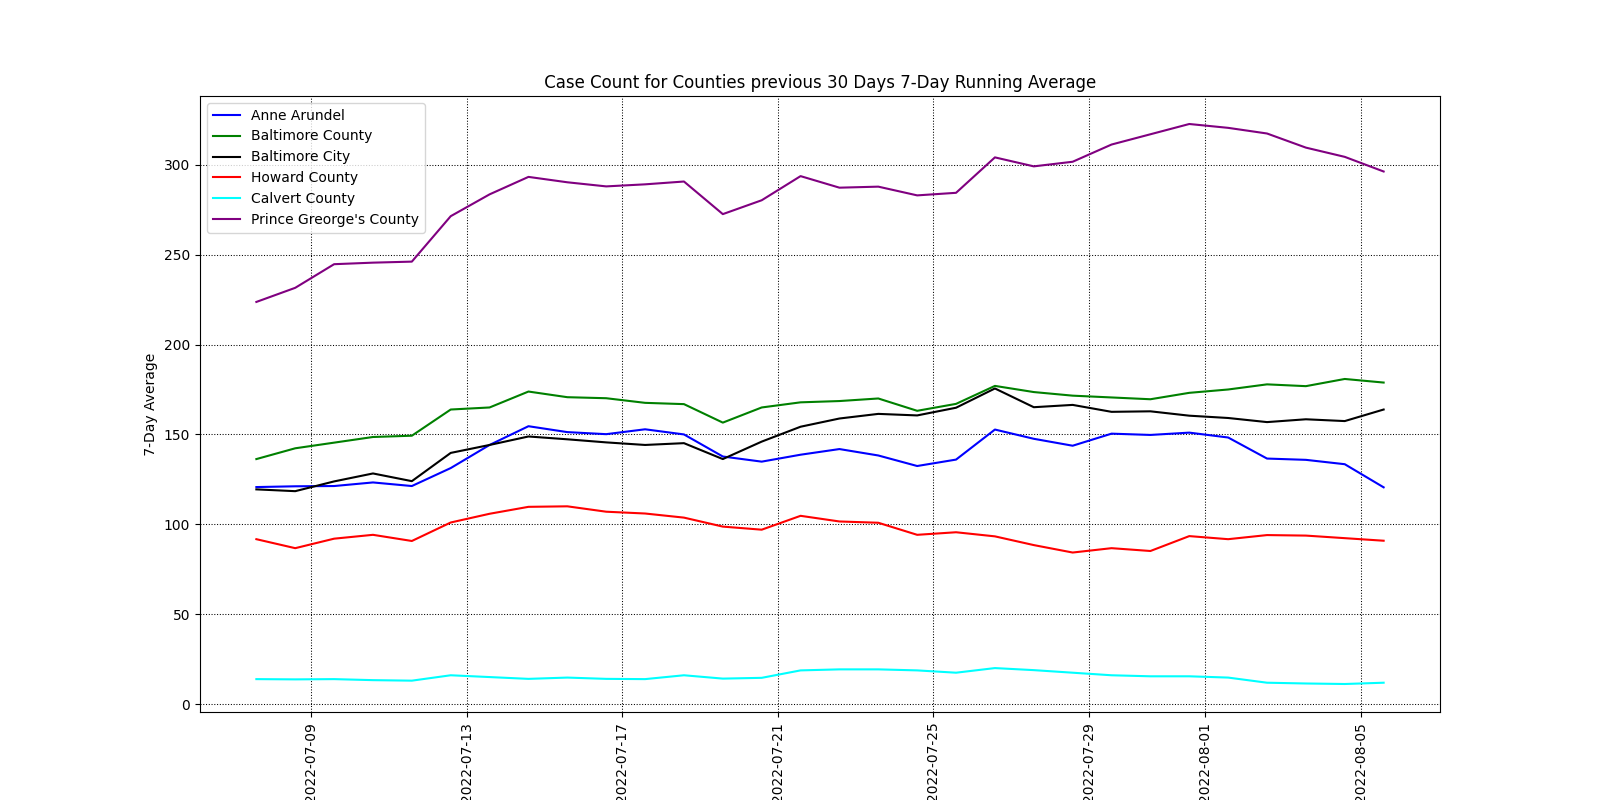 Case Count for Counties previous 30 Days 7-Day Running Average
Anne Arundel
Baltimore County
Baltimore City
Howard County
Calvert County
Prince Greorge's County
7-Day Average
300
250
200
150
100
50
0
2022-07-09
2022-07-13
2022-07-17
2022-07-21
2022-07-25
2022-07-29
2022-08-01
2022-08-05